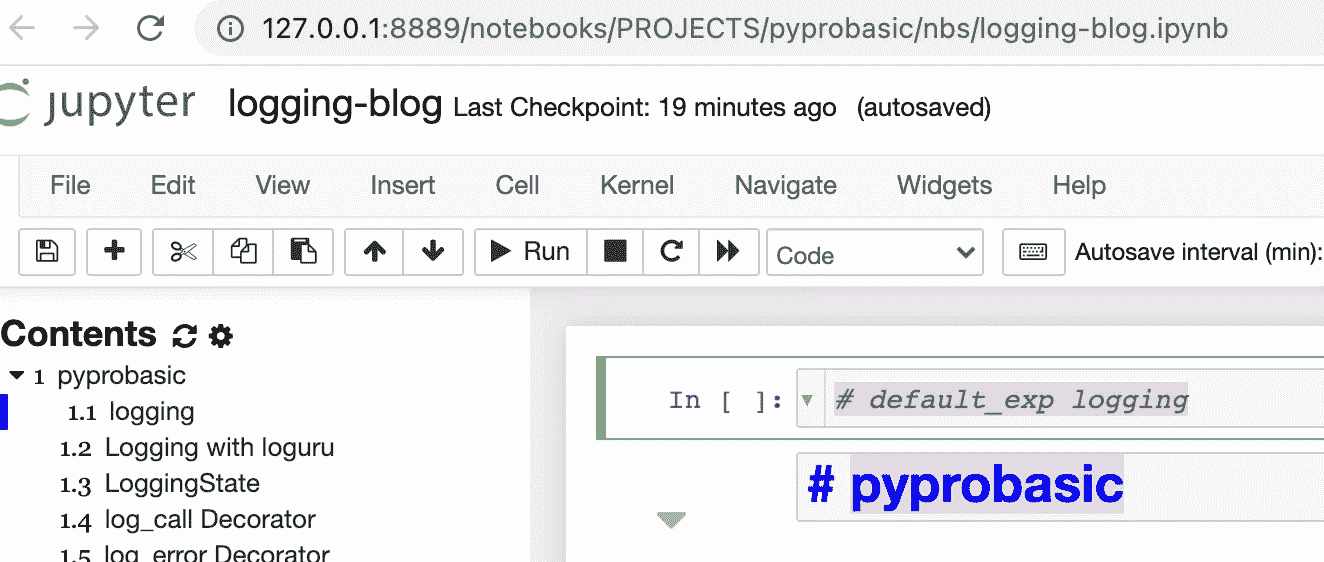 127.0.0.1:8889/notebooks/PROJECTS/pyprobasic/nbs/logging-blog.ipynb
jupyter logging-blog Last Checkpoint: 19 minutes ago (autosaved)
File Edit View Insert Cell Kernel Navigate Widgets Help
Run Code Autosave interval (min):
Contents
1 pyprobasic
1.1 logging
1.2 Logging with loguru
1.3 LoggingState
1.4 log_call Decorator
1.5 log_error Decorator
In [ ]: # default_exp logging
# pyprobasic